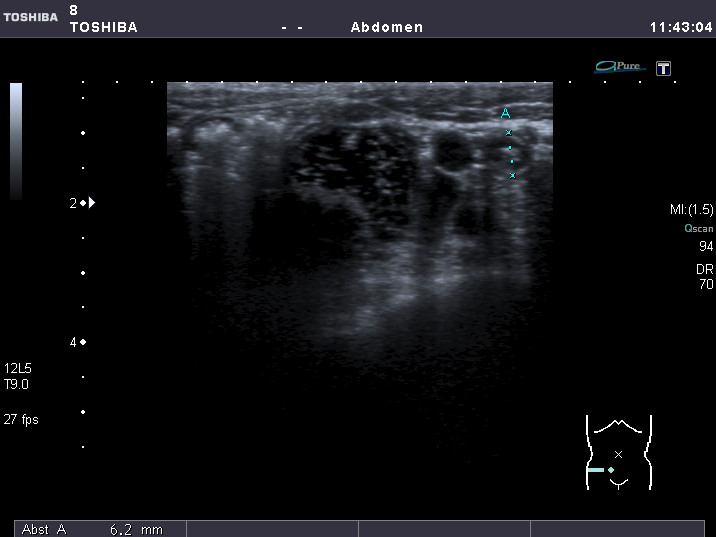 TOSHIBA
8
TOSHIBA - - Abdomen 11:43:04
aPure T
A
2
MI:(1.5)
Qscan
94
DR
70
4
12L5
T9.0
27 fps
Abst A 6.2 mm